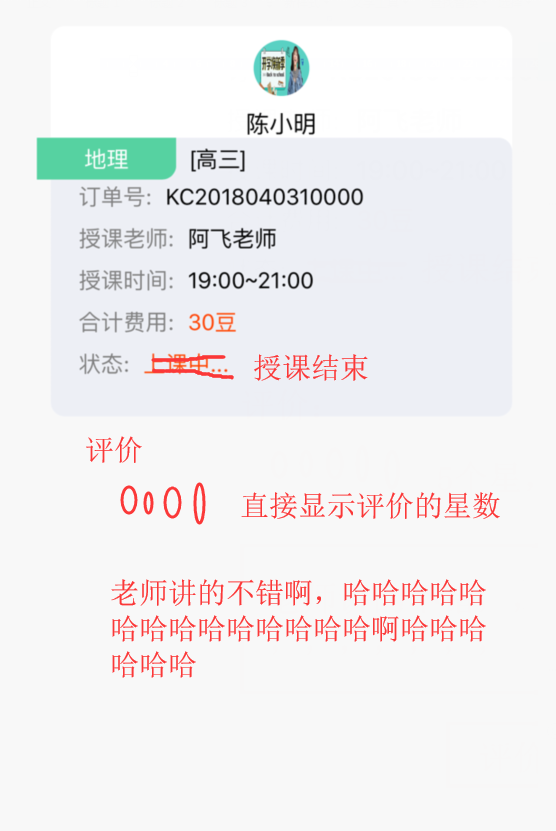 陈小明
地理 [高三]
订单号: KC2018040310000
授课老师: 阿飞老师
授课时间: 19:00~21:00
合计费用: 30豆
状态: 上课中... 授课结束
评价
直接显示评价的星数
老师讲的不错啊，哈哈哈哈哈
哈哈哈哈哈哈哈哈哈啊哈哈哈
哈哈哈